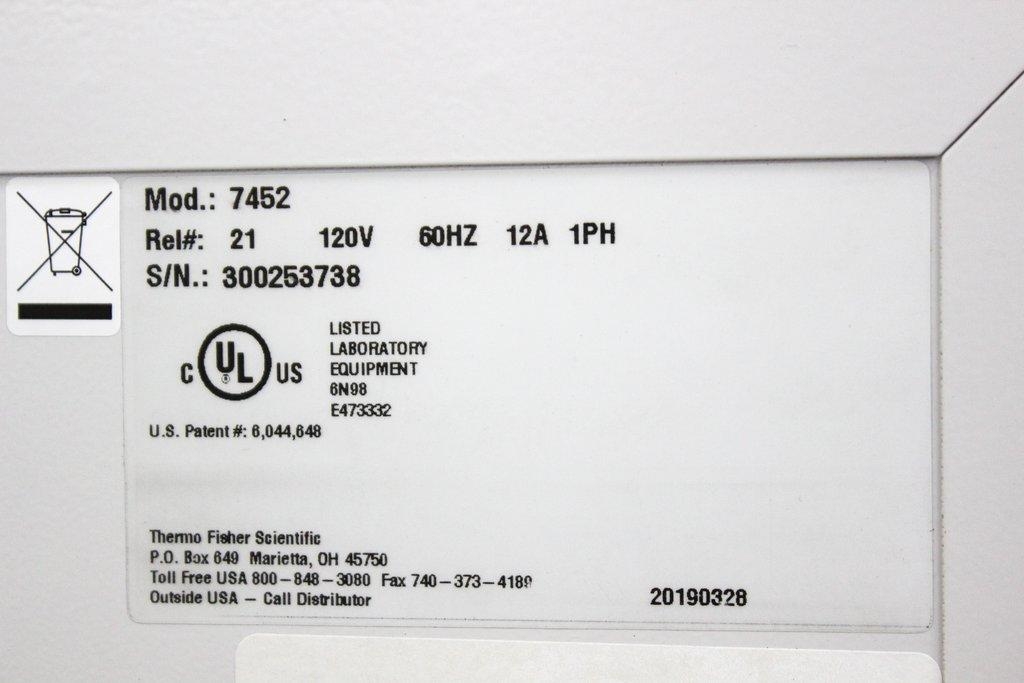 Mod.: 7452
Rel#: 21 120V 60HZ 12A 1PH
S/N.: 300253738
C UL ® US
LISTED
LABORATORY
EQUIPMENT
6N98
E473332
U.S. Patent #: 6,044,648
Thermo Fisher Scientific
P.O. Box 649 Marietta, OH 45750
Toll Free USA 800-848-3080 Fax 740-373-4189
Outside USA - Call Distributor
20190328